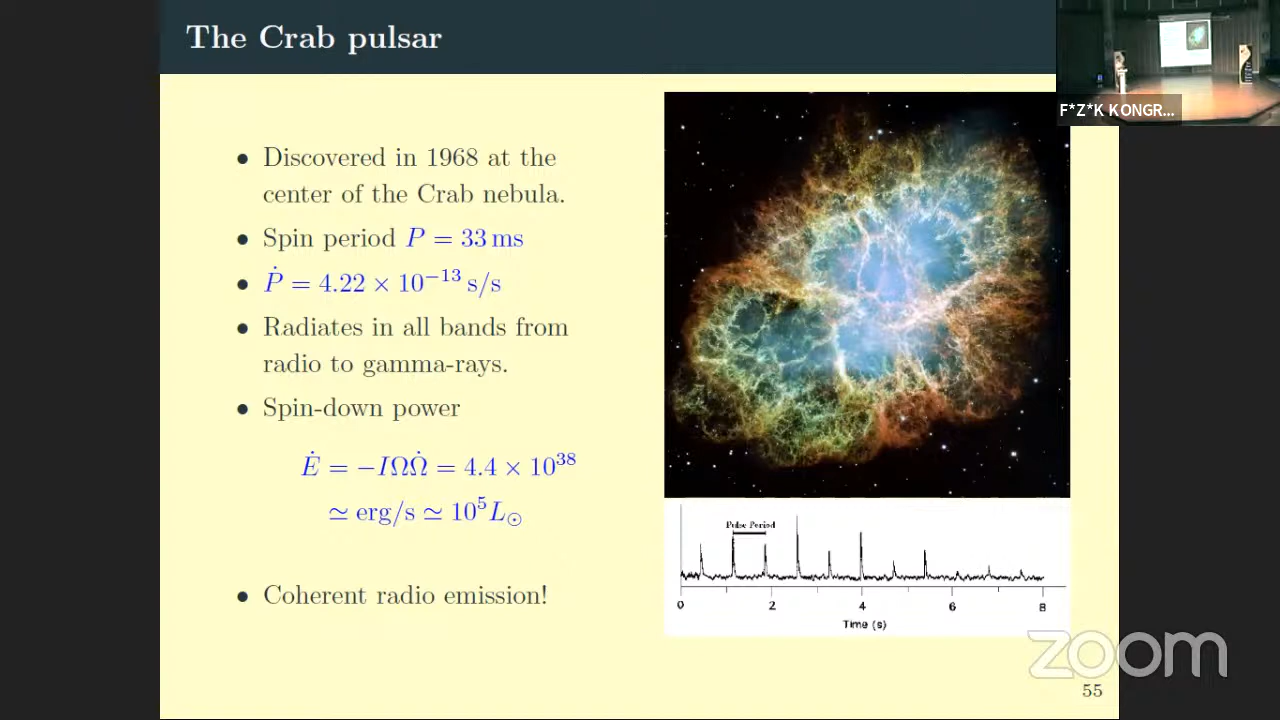 The Crab pulsar
F*Z*K KONGR...
• Discovered in 1968 at the
center of the Crab nebula.
• Spin period P = 33 ms
• Ṗ = 4.22 × 10⁻¹³ s/s
• Radiates in all bands from
radio to gamma-rays.
• Spin-down power
Ė = −IΩΩ̇ = 4.4 × 10³⁸
≃ erg/s ≃ 10⁵L⊙
• Coherent radio emission!
Pulse Period
0 2 4 6 8
Time (s)
zoom
55